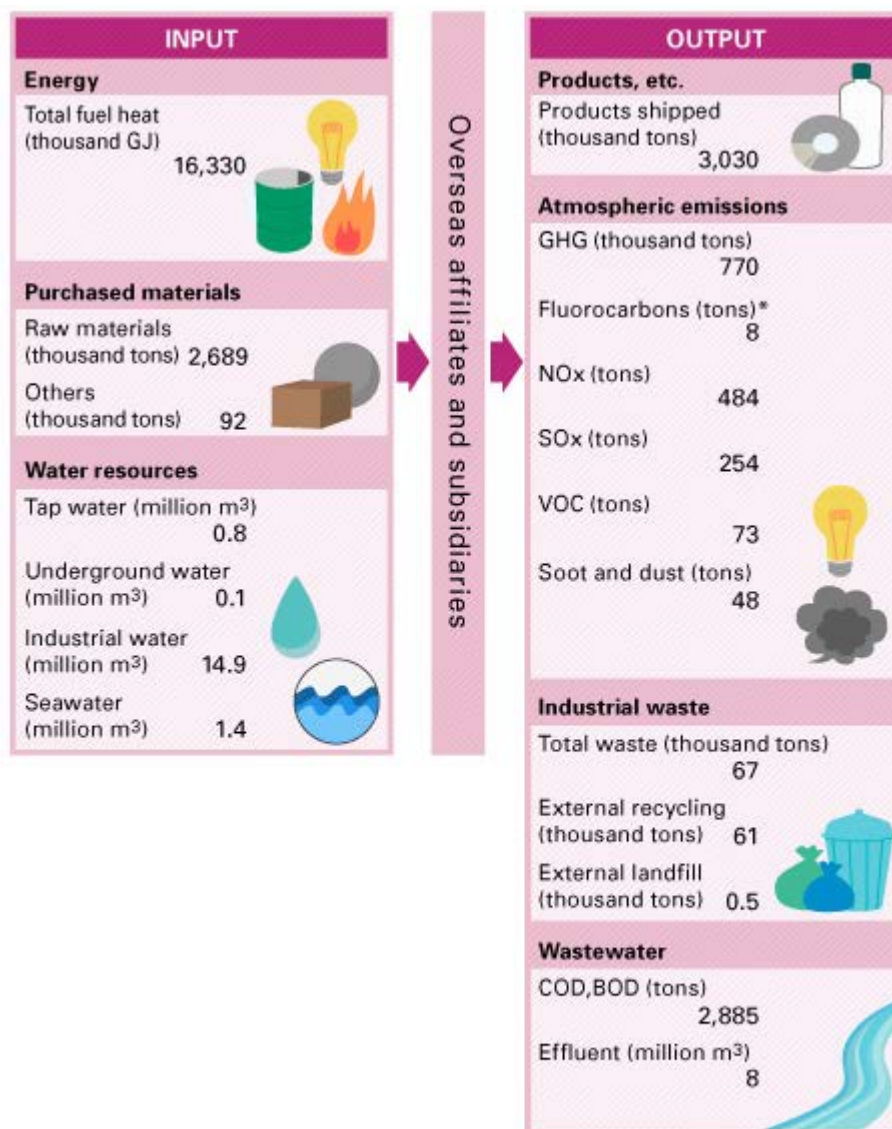 INPUT
Energy
Total fuel heat
(thousand GJ)
16,330
Purchased materials
Raw materials
(thousand tons) 2,689
Others
(thousand tons) 92
Water resources
Tap water (million m³)
0.8
Underground water
(million m³) 0.1
Industrial water
(million m³) 14.9
Seawater
(million m³) 1.4
Overseas affiliates and subsidiaries
OUTPUT
Products, etc.
Products shipped
(thousand tons)
3,030
Atmospheric emissions
GHG (thousand tons)
770
Fluorocarbons (tons)*
8
NOx (tons)
484
SOx (tons)
254
VOC (tons)
73
Soot and dust (tons)
48
Industrial waste
Total waste (thousand tons)
67
External recycling
(thousand tons) 61
External landfill
(thousand tons) 0.5
Wastewater
COD,BOD (tons)
2,885
Effluent (million m³)
8